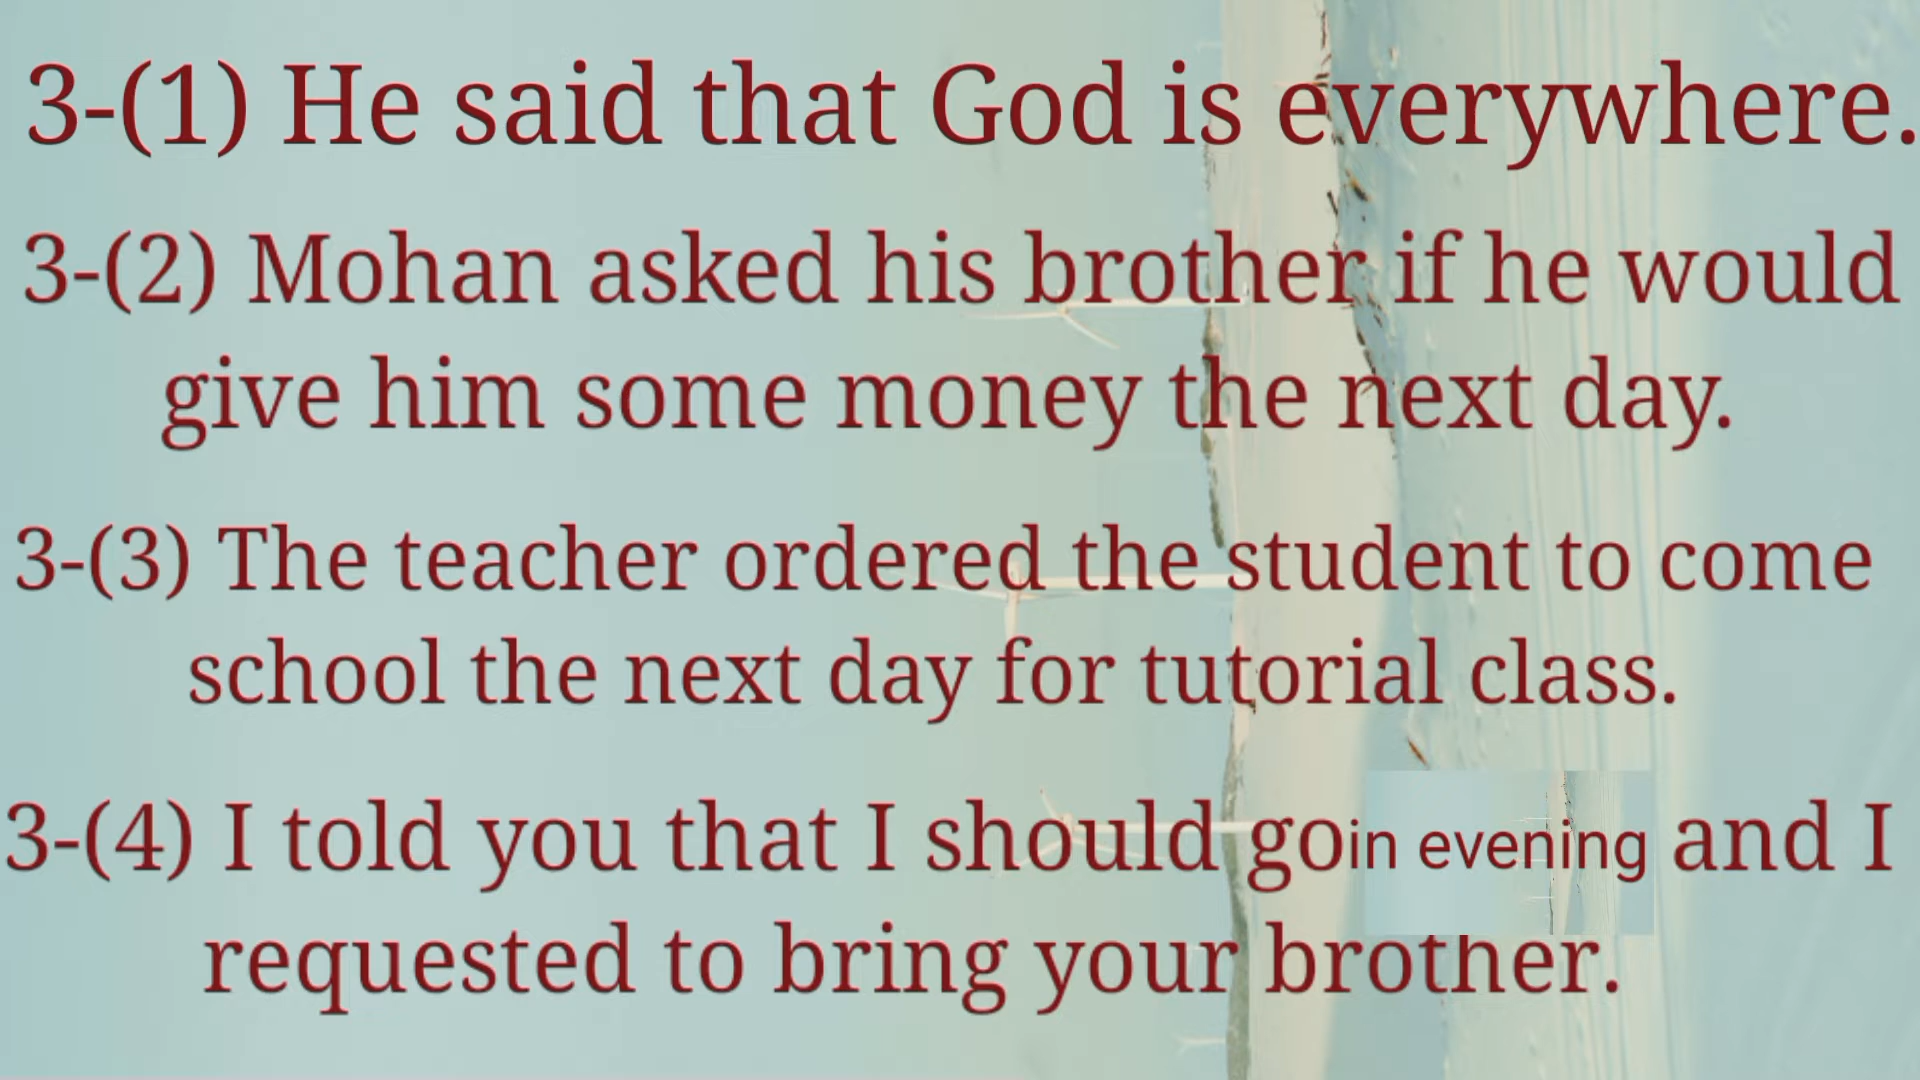 3-(1) He said that God is everywhere.
3-(2) Mohan asked his brother if he would
give him some money the next day.
3-(3) The teacher ordered the student to come
school the next day for tutorial class.
3-(4) I told you that I should goin evening and I
requested to bring your brother.